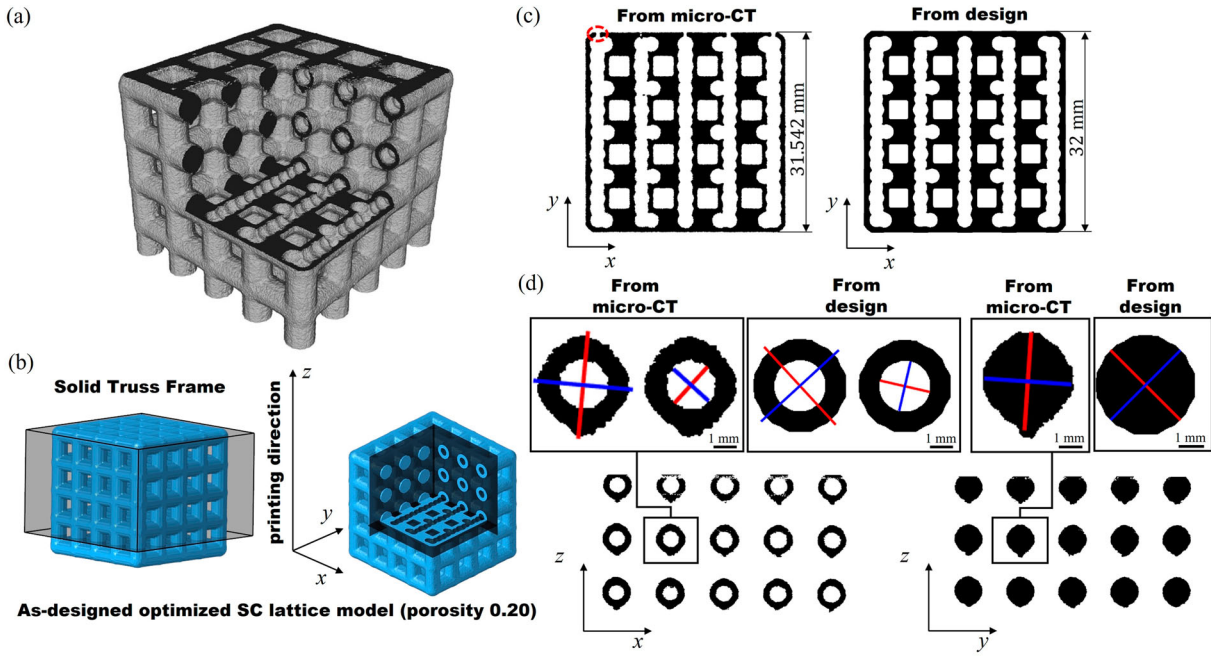 (a)
(b)
Solid Truss Frame
printing direction
z
y
x
As-designed optimized SC lattice model (porosity 0.20)
(c)
From micro-CT
31.542 mm
y
x
From design
32 mm
y
x
(d)
From
micro-CT
1 mm
From
design
1 mm
From
micro-CT
1 mm
From
design
1 mm
z
x
z
y